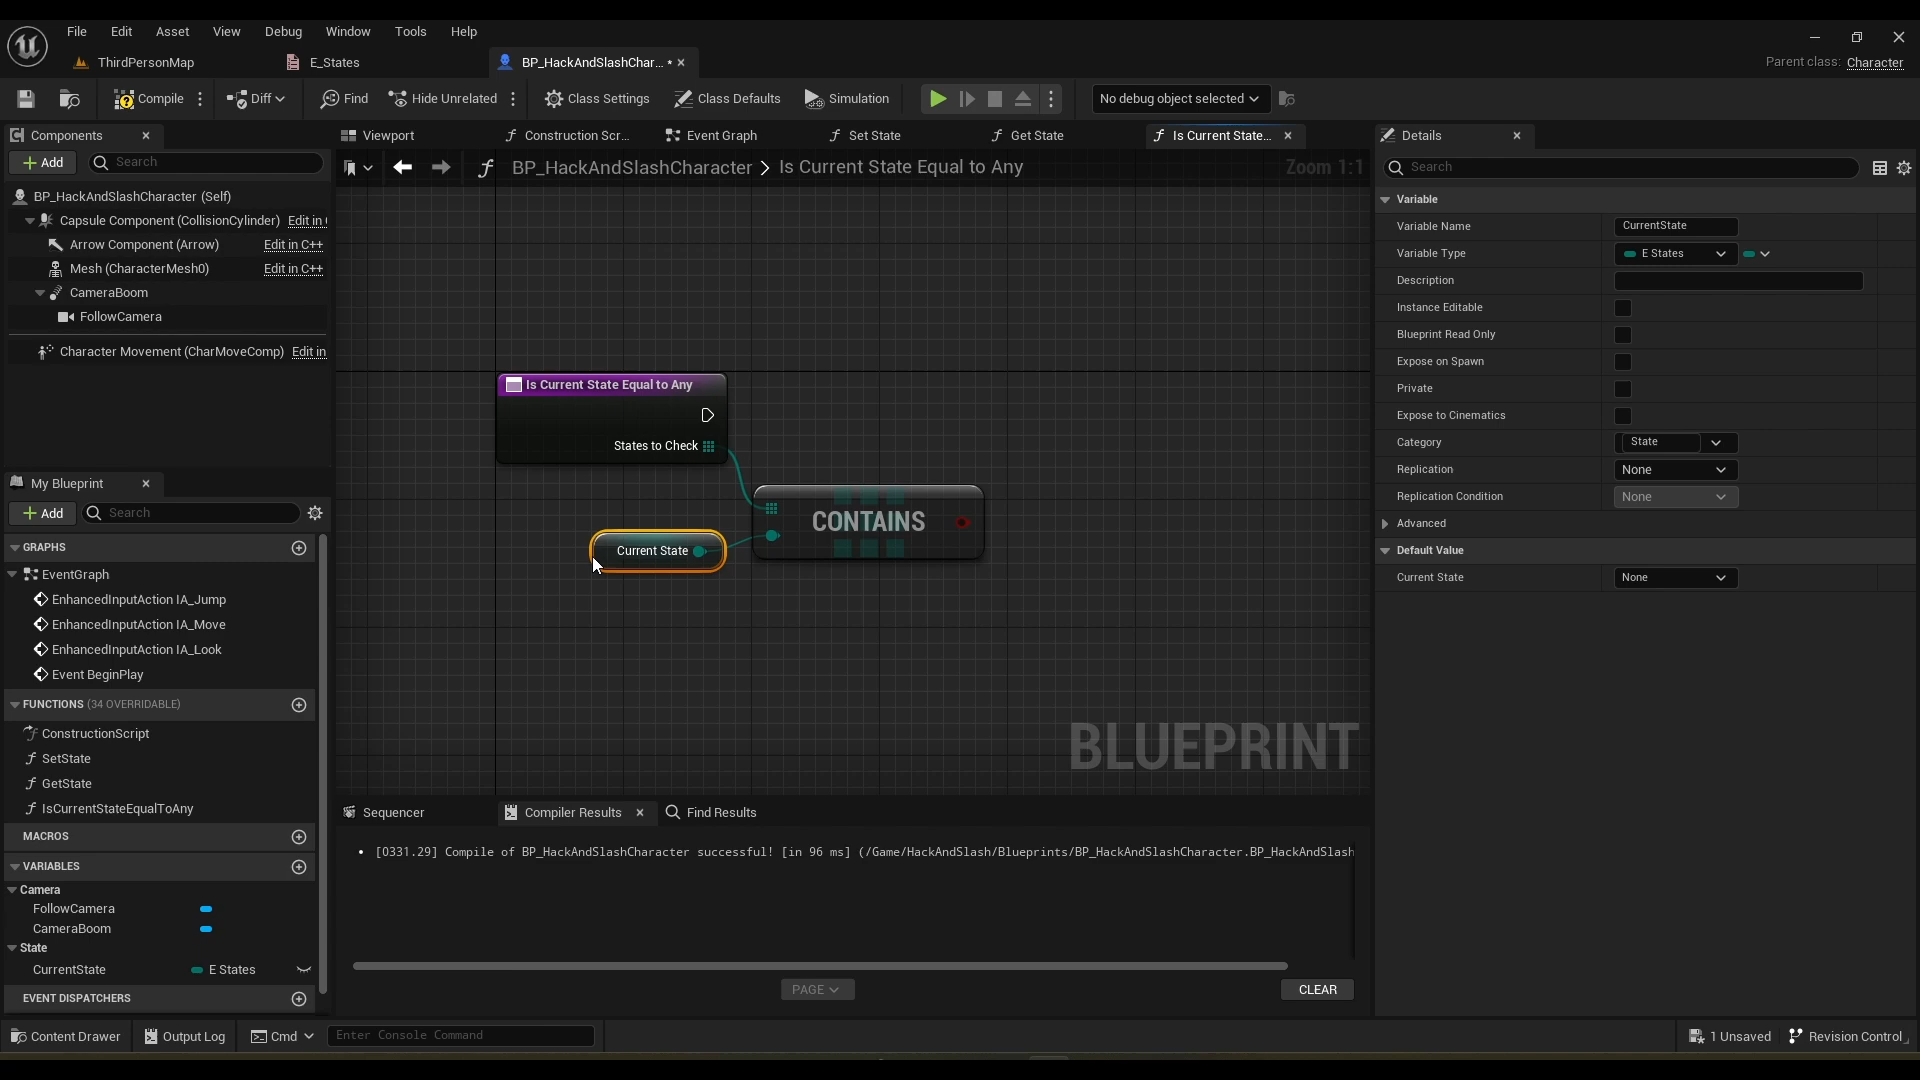 File Edit Asset View Debug Window Tools Help
ThirdPersonMap E_States BP_HackAndSlashChar... • Parent class: Character
Compile Diff Find Hide Unrelated Class Settings Class Defaults Simulation No debug object selected
Components
Add Search
BP_HackAndSlashCharacter (Self)
Capsule Component (CollisionCylinder) Edit in
Arrow Component (Arrow) Edit in C++
Mesh (CharacterMesh0) Edit in C++
CameraBoom
FollowCamera
Character Movement (CharMoveComp) Edit in
My Blueprint
Add Search
GRAPHS
EventGraph
EnhancedInputAction IA_Jump
EnhancedInputAction IA_Move
EnhancedInputAction IA_Look
Event BeginPlay
FUNCTIONS (34 OVERRIDABLE)
ConstructionScript
SetState
GetState
IsCurrentStateEqualToAny
MACROS
VARIABLES
Camera
FollowCamera
CameraBoom
State
CurrentState E States
EVENT DISPATCHERS
Viewport Construction Scr... Event Graph Set State Get State Is Current State...
BP_HackAndSlashCharacter > Is Current State Equal to Any Zoom 1:1
Is Current State Equal to Any
States to Check
CONTAINS
Current State
BLUEPRINT
Sequencer Compiler Results Find Results
• [0331.29] Compile of BP_HackAndSlashCharacter successful! [in 96 ms] (/Game/HackAndSlash/Blueprints/BP_HackAndSlashCharacter.BP_HackAndSlash
PAGE CLEAR
Details
Search
Variable
Variable Name CurrentState
Variable Type E States
Description
Instance Editable
Blueprint Read Only
Expose on Spawn
Private
Expose to Cinematics
Category State
Replication None
Replication Condition None
Advanced
Default Value
Current State None
Content Drawer Output Log Cmd Enter Console Command 1 Unsaved Revision Control